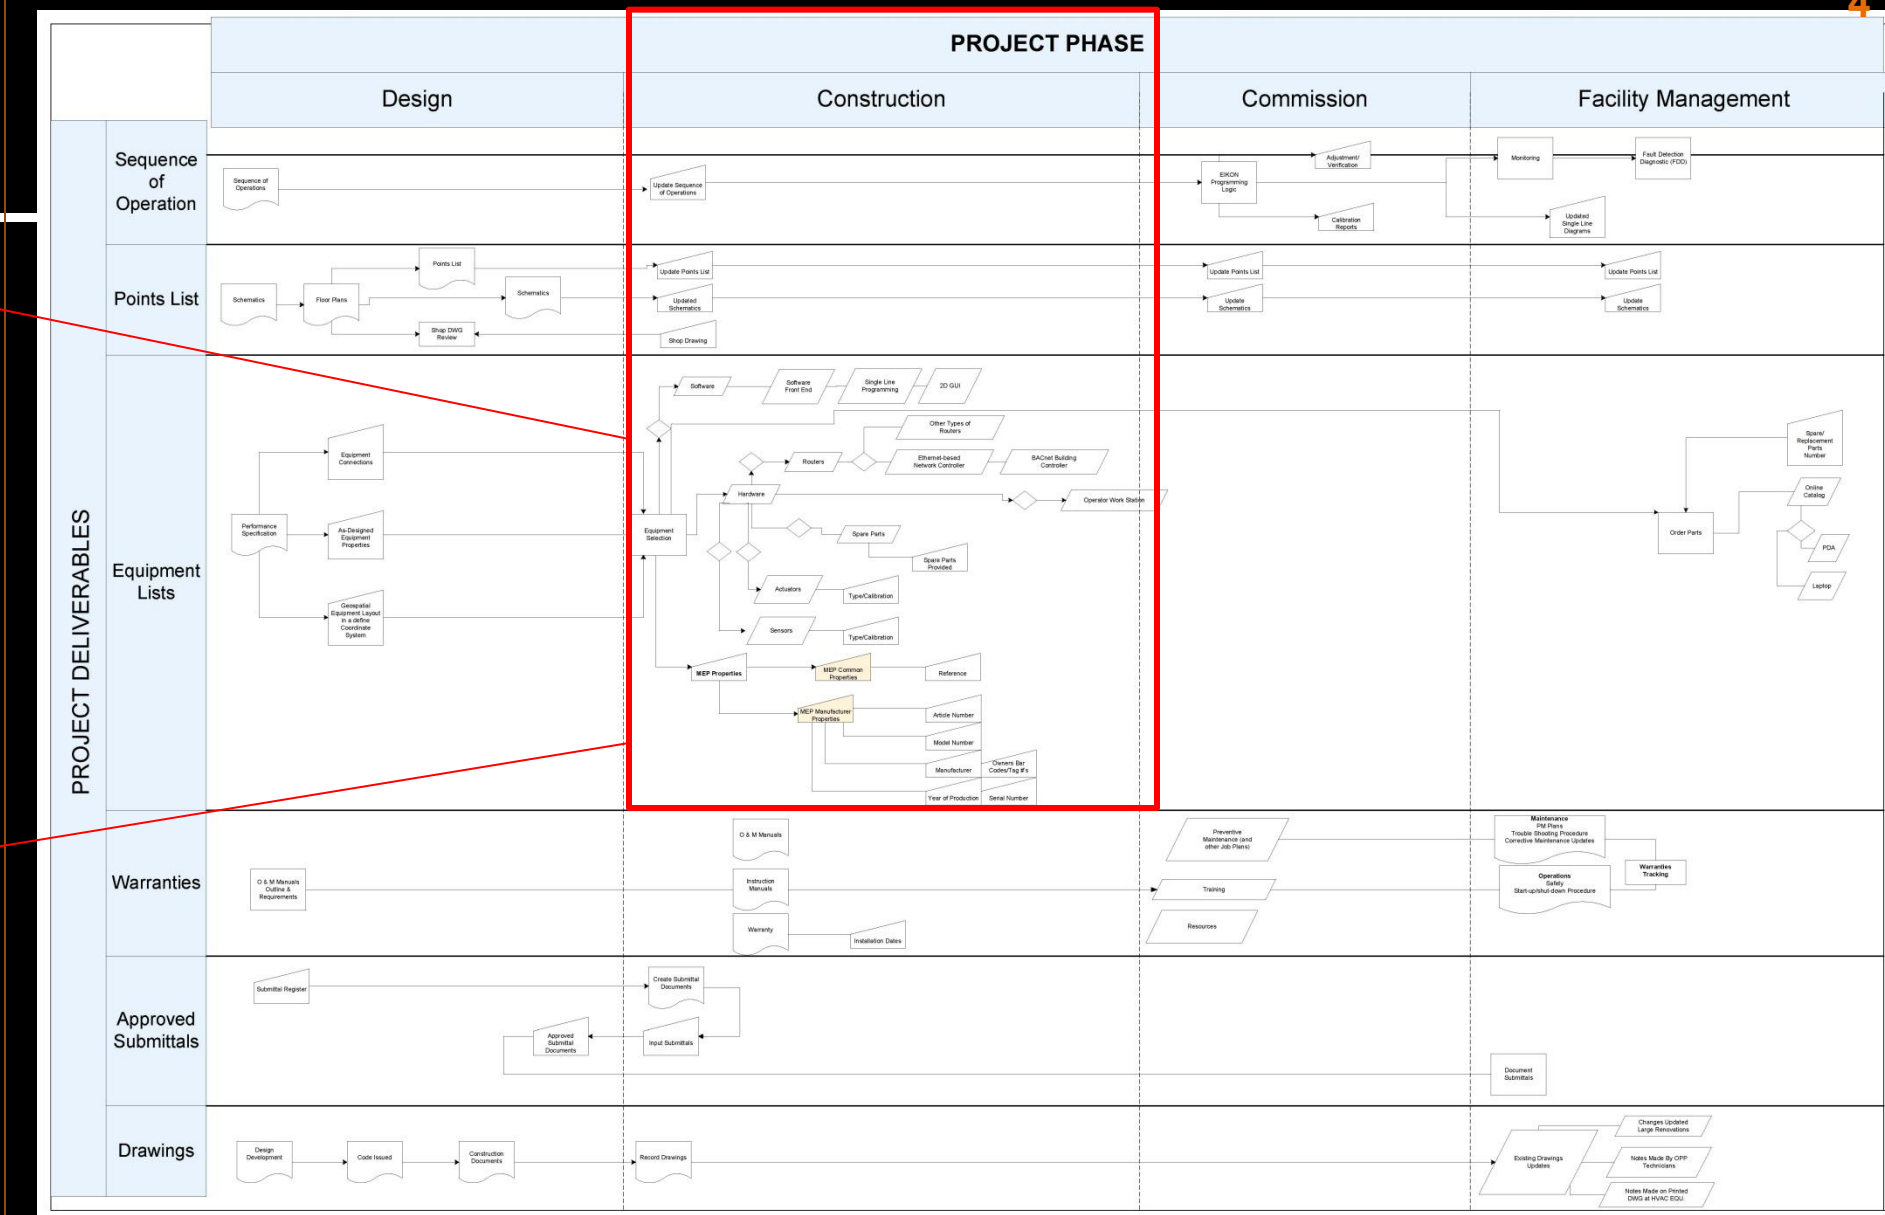 4
PROJECT PHASE
Design
Construction
Commission
Facility Management
PROJECT DELIVERABLES
Sequence
of
Operation
Sequence of
Operations
Update Sequence
of Operations
EIKON
Programming
Logic
Adjustment/
Verification
Calibration
Reports
Monitoring
Fault Detection
Diagnostic (FDD)
Updated
Single Line
Diagrams
Points List
Schematics
Floor Plans
Points List
Schematics
Shop DWG
Review
Update Points List
Updated
Schematics
Shop Drawing
Update Points List
Update
Schematics
Update Points List
Update
Schematics
Equipment
Lists
Performance
Specification
Equipment
Connections
As-Designed
Equipment
Properties
Geospatial
Equipment Layout
in a define
Coordinate
System
Equipment
Selection
Software
Software
Front End
Single Line
Programming
2D GUI
Other Types of
Routers
Routers
Ethernet-based
Network Controller
BACnet Building
Controller
Hardware
Operator Work Station
Spare Parts
Spare Parts
Provided
Actuators
Type/Calibration
Sensors
Type/Calibration
MEP Properties
MEP Common
Properties
Reference
MEP Manufacturer
Properties
Article Number
Model Number
Manufacturer
Owners Bar
Codes/Tag #'s
Year of Production
Serial Number
Spare/
Replacement
Parts
Number
Online
Catalog
Order Parts
PDA
Laptop
Warranties
O & M Manuals
Outline &
Requirements
O & M Manuals
Instruction
Manuals
Warranty
Installation Dates
Preventive
Maintenance (and
other Job Plans)
Training
Resources
Maintenance
PM Plans
Trouble Shooting Procedure
Corrective Maintenance Updates
Operations
Safety
Start-up/shut-down Procedure
Warranties
Tracking
Approved
Submittals
Submittal Register
Approved
Submittal
Documents
Create Submittal
Documents
Input Submittals
Document
Submittals
Drawings
Design
Development
Code Issued
Construction
Documents
Record Drawings
Existing Drawings
Updates
Changes Updated
Large Renovations
Notes Made By OPP
Technicians
Notes Made on Printed
DWG at HVAC EQU.